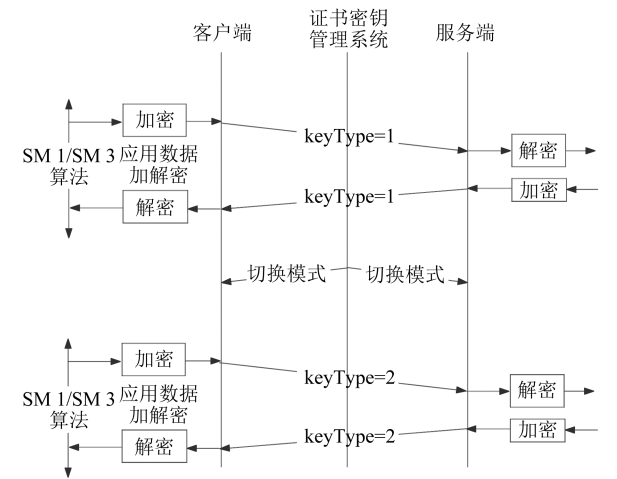 客户端
证书密钥
管理系统
服务端
加密
keyType=1
解密
SM 1/SM 3
算法
应用数据
加解密
解密
keyType=1
加密
切换模式
切换模式
加密
keyType=2
解密
SM 1/SM 3
算法
应用数据
加解密
解密
keyType=2
加密